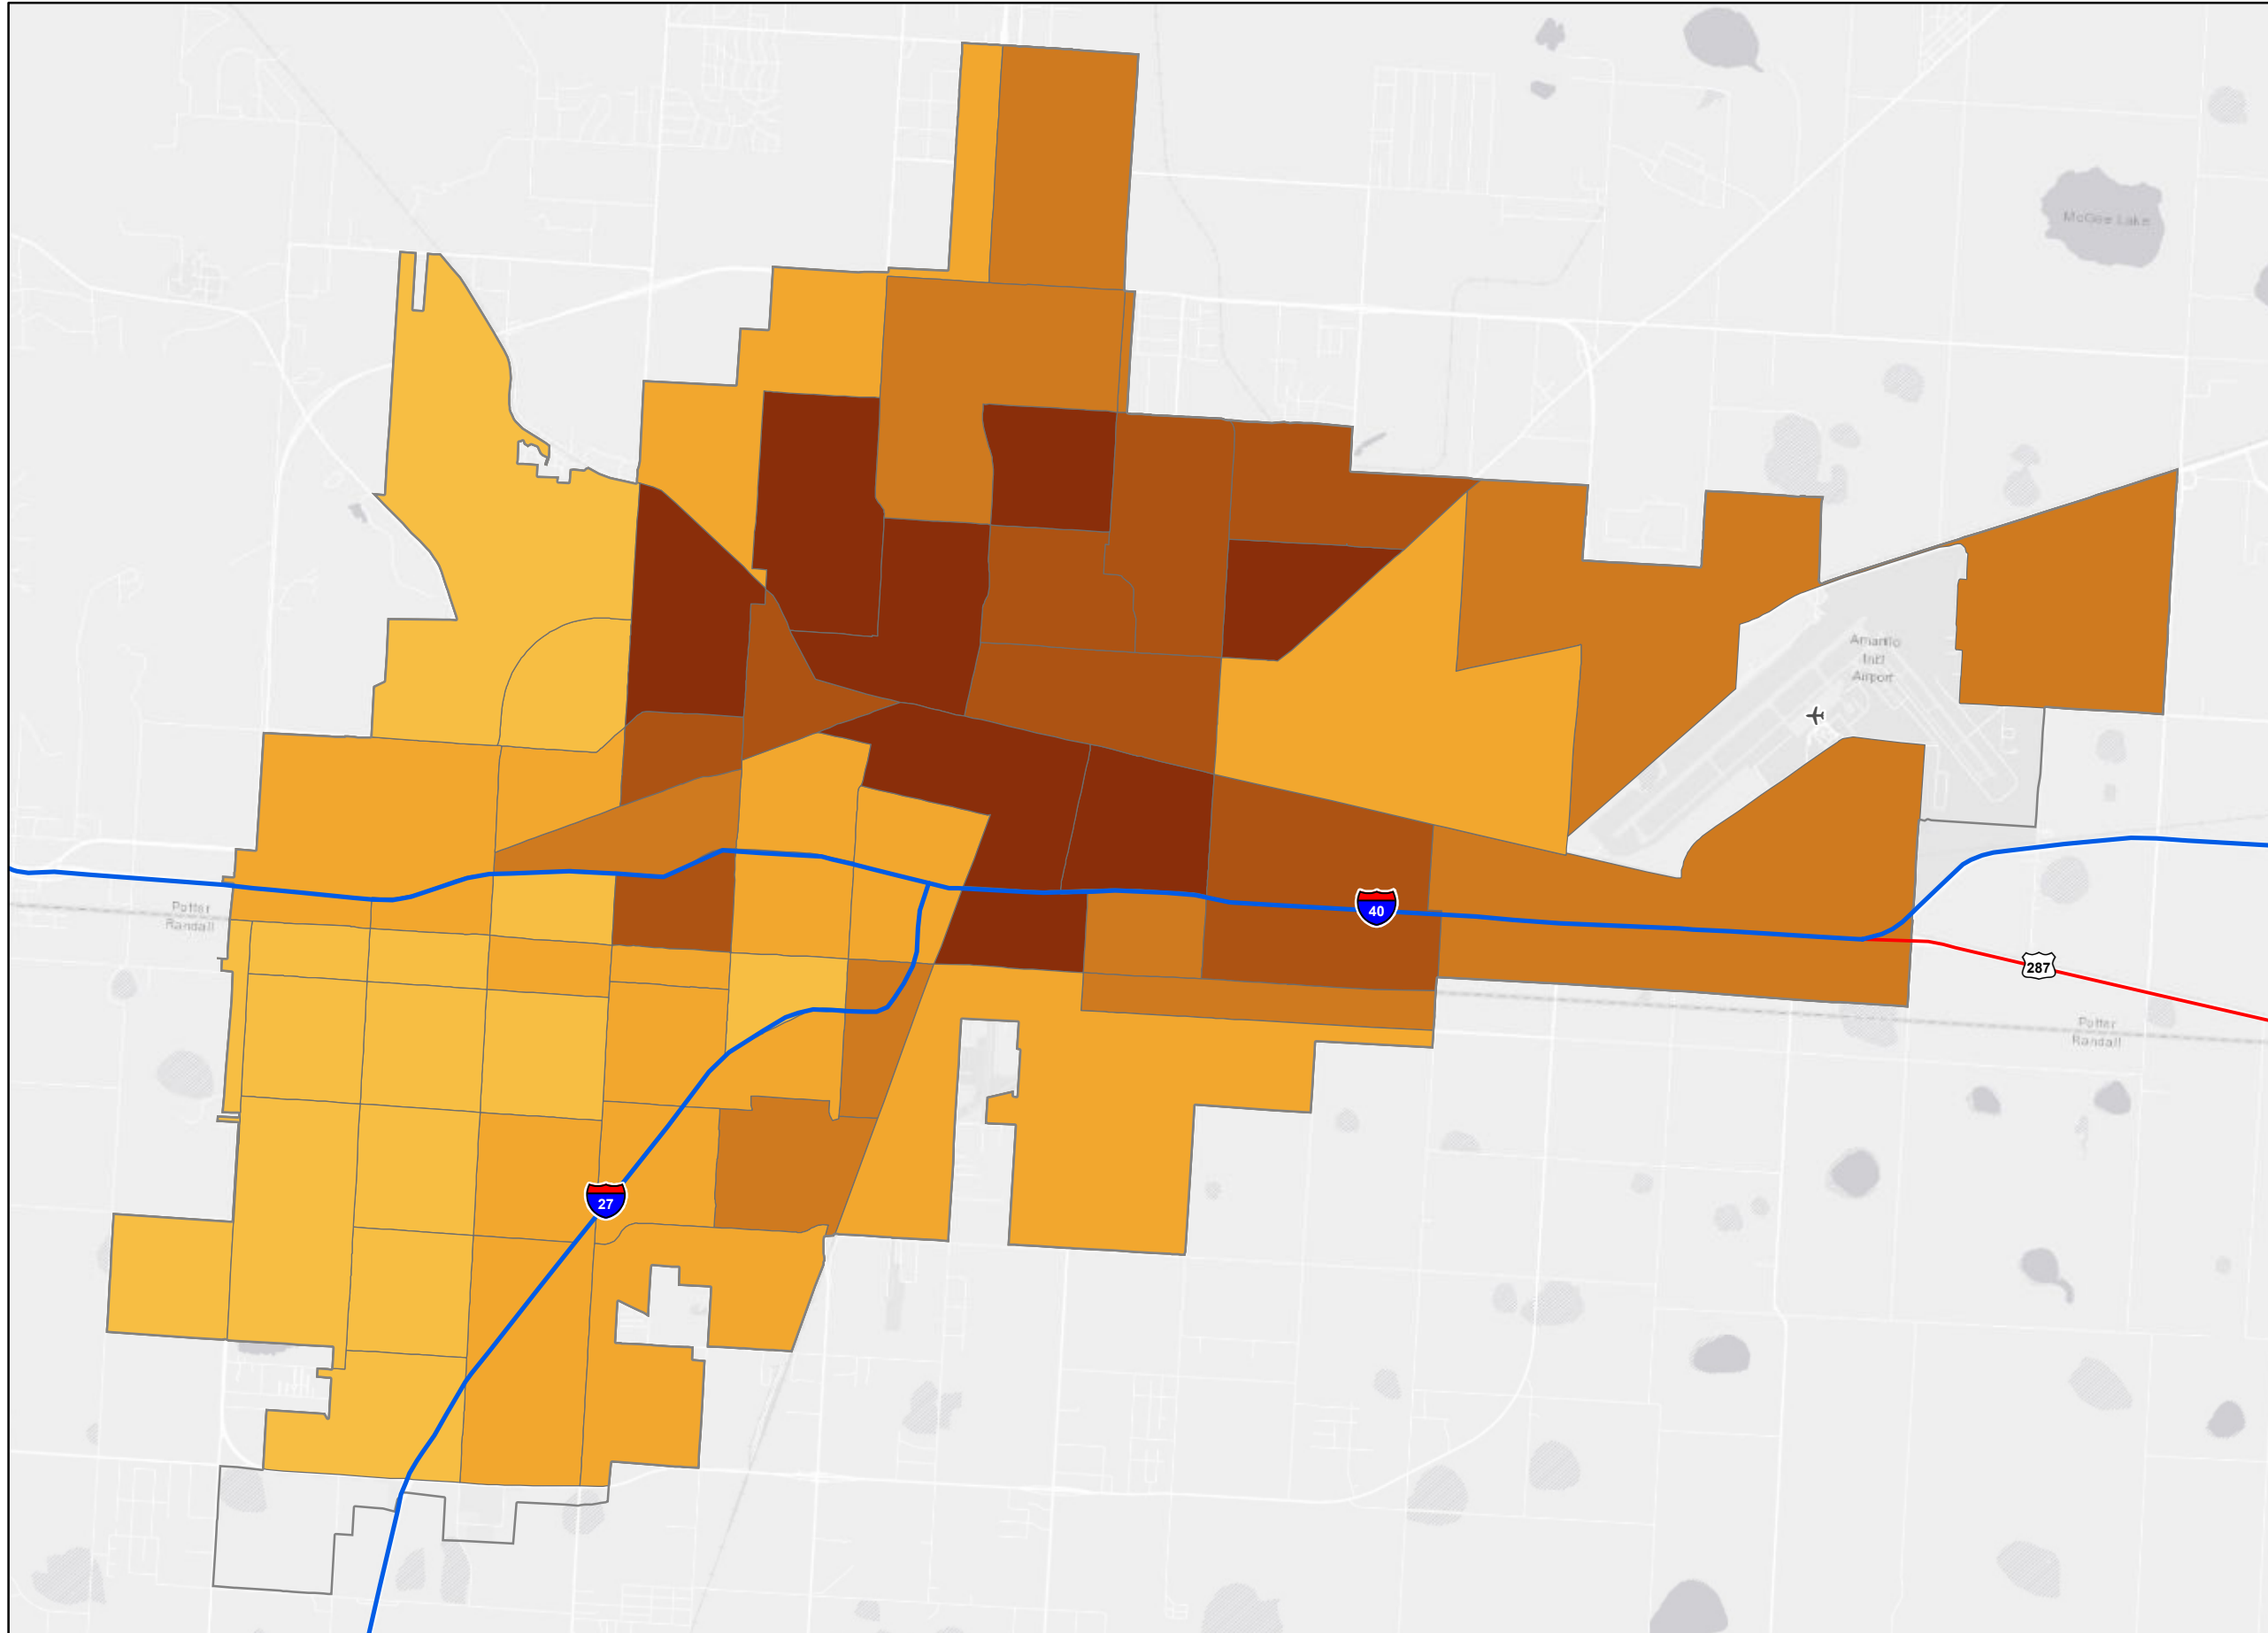 McGee Lake
Amarillo
Intl
Airport
Potter
Randall
40
287
Potter
Randall
27